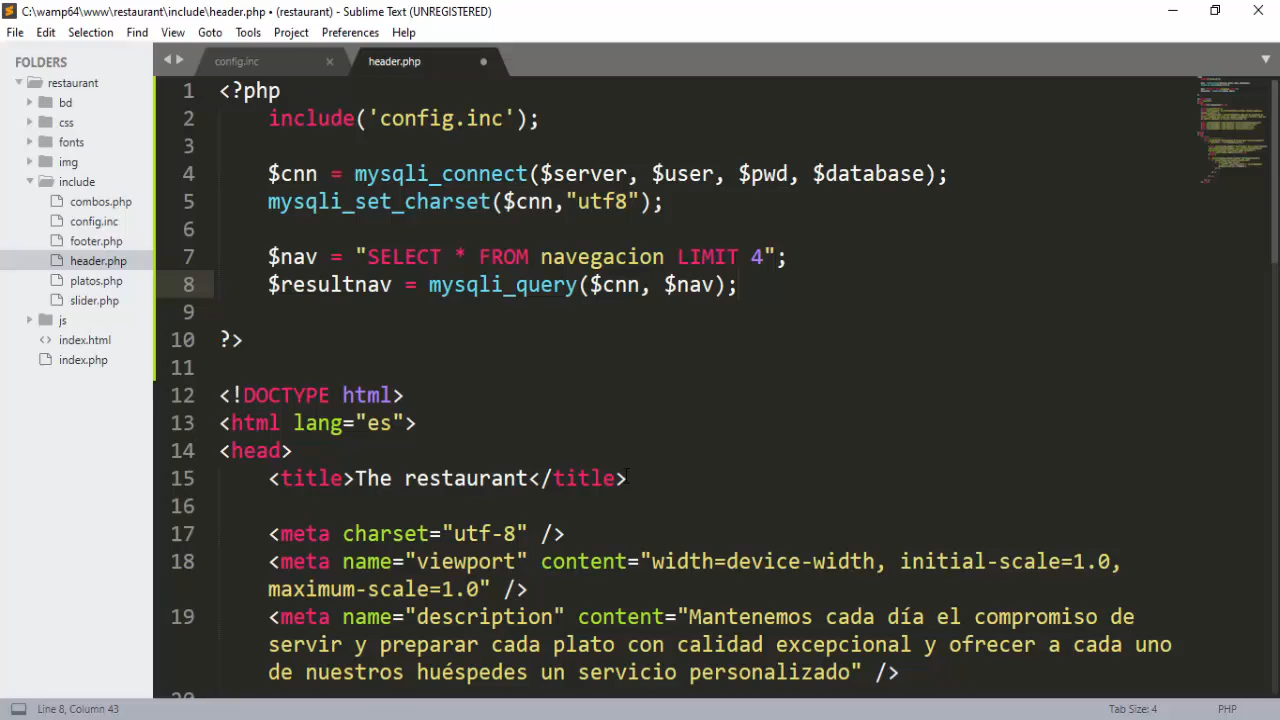 C:\wamp64\www\restaurant\include\header.php • (restaurant) - Sublime Text (UNREGISTERED)
File Edit Selection Find View Goto Tools Project Preferences Help
FOLDERS
restaurant
bd
css
fonts
img
include
combos.php
config.inc
footer.php
header.php
platos.php
slider.php
js
index.html
index.php
config.inc × header.php
1 <?php
2 include('config.inc');
3
4 $cnn = mysqli_connect($server, $user, $pwd, $database);
5 mysqli_set_charset($cnn,"utf8");
6
7 $nav = "SELECT * FROM navegacion LIMIT 4";
8 $resultnav = mysqli_query($cnn, $nav);
9
10 ?>
11
12 <!DOCTYPE html>
13 <html lang="es">
14 <head>
15 <title>The restaurant</title>
16
17 <meta charset="utf-8" />
18 <meta name="viewport" content="width=device-width, initial-scale=1.0,
maximum-scale=1.0" />
19 <meta name="description" content="Mantenemos cada día el compromiso de
servir y preparar cada plato con calidad excepcional y ofrecer a cada uno
de nuestros huéspedes un servicio personalizado" />
Line 8, Column 43
Tab Size: 4
PHP